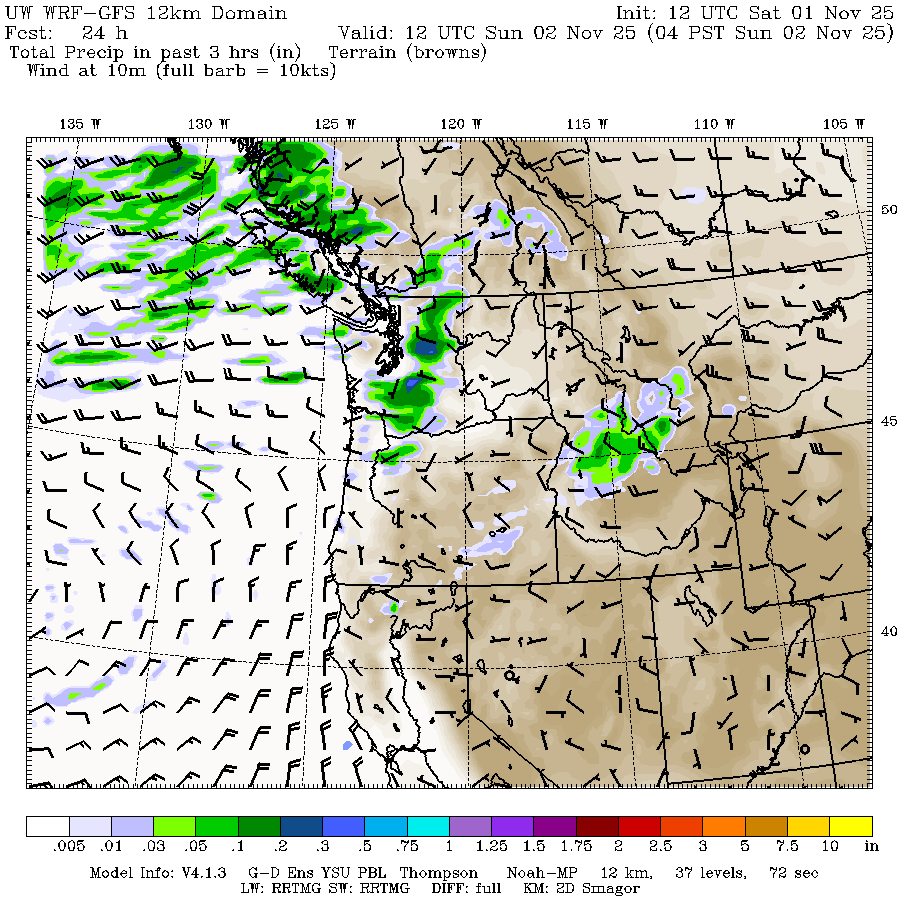 UW WRF-GFS 12km Domain Init: 12 UTC Sat 01 Nov 25
Fcst: 24 h Valid: 12 UTC Sun 02 Nov 25 (04 PST Sun 02 Nov 25)
Total Precip in past 3 hrs (in) Terrain (browns)
Wind at 10m (full barb = 10kts)
135 W 130 W 125 W 120 W 115 W 110 W 105 W
50
45
40
.005 .01 .03 .05 .1 .2 .3 .5 .75 1 1.25 1.5 1.75 2 2.5 3 5 7.5 10 in
Model Info: V4.1.3 G-D Ens YSU PBL Thompson Noah-MP 12 km, 37 levels, 72 sec
LW: RRTMG SW: RRTMG DIFF: full KM: 2D Smagor